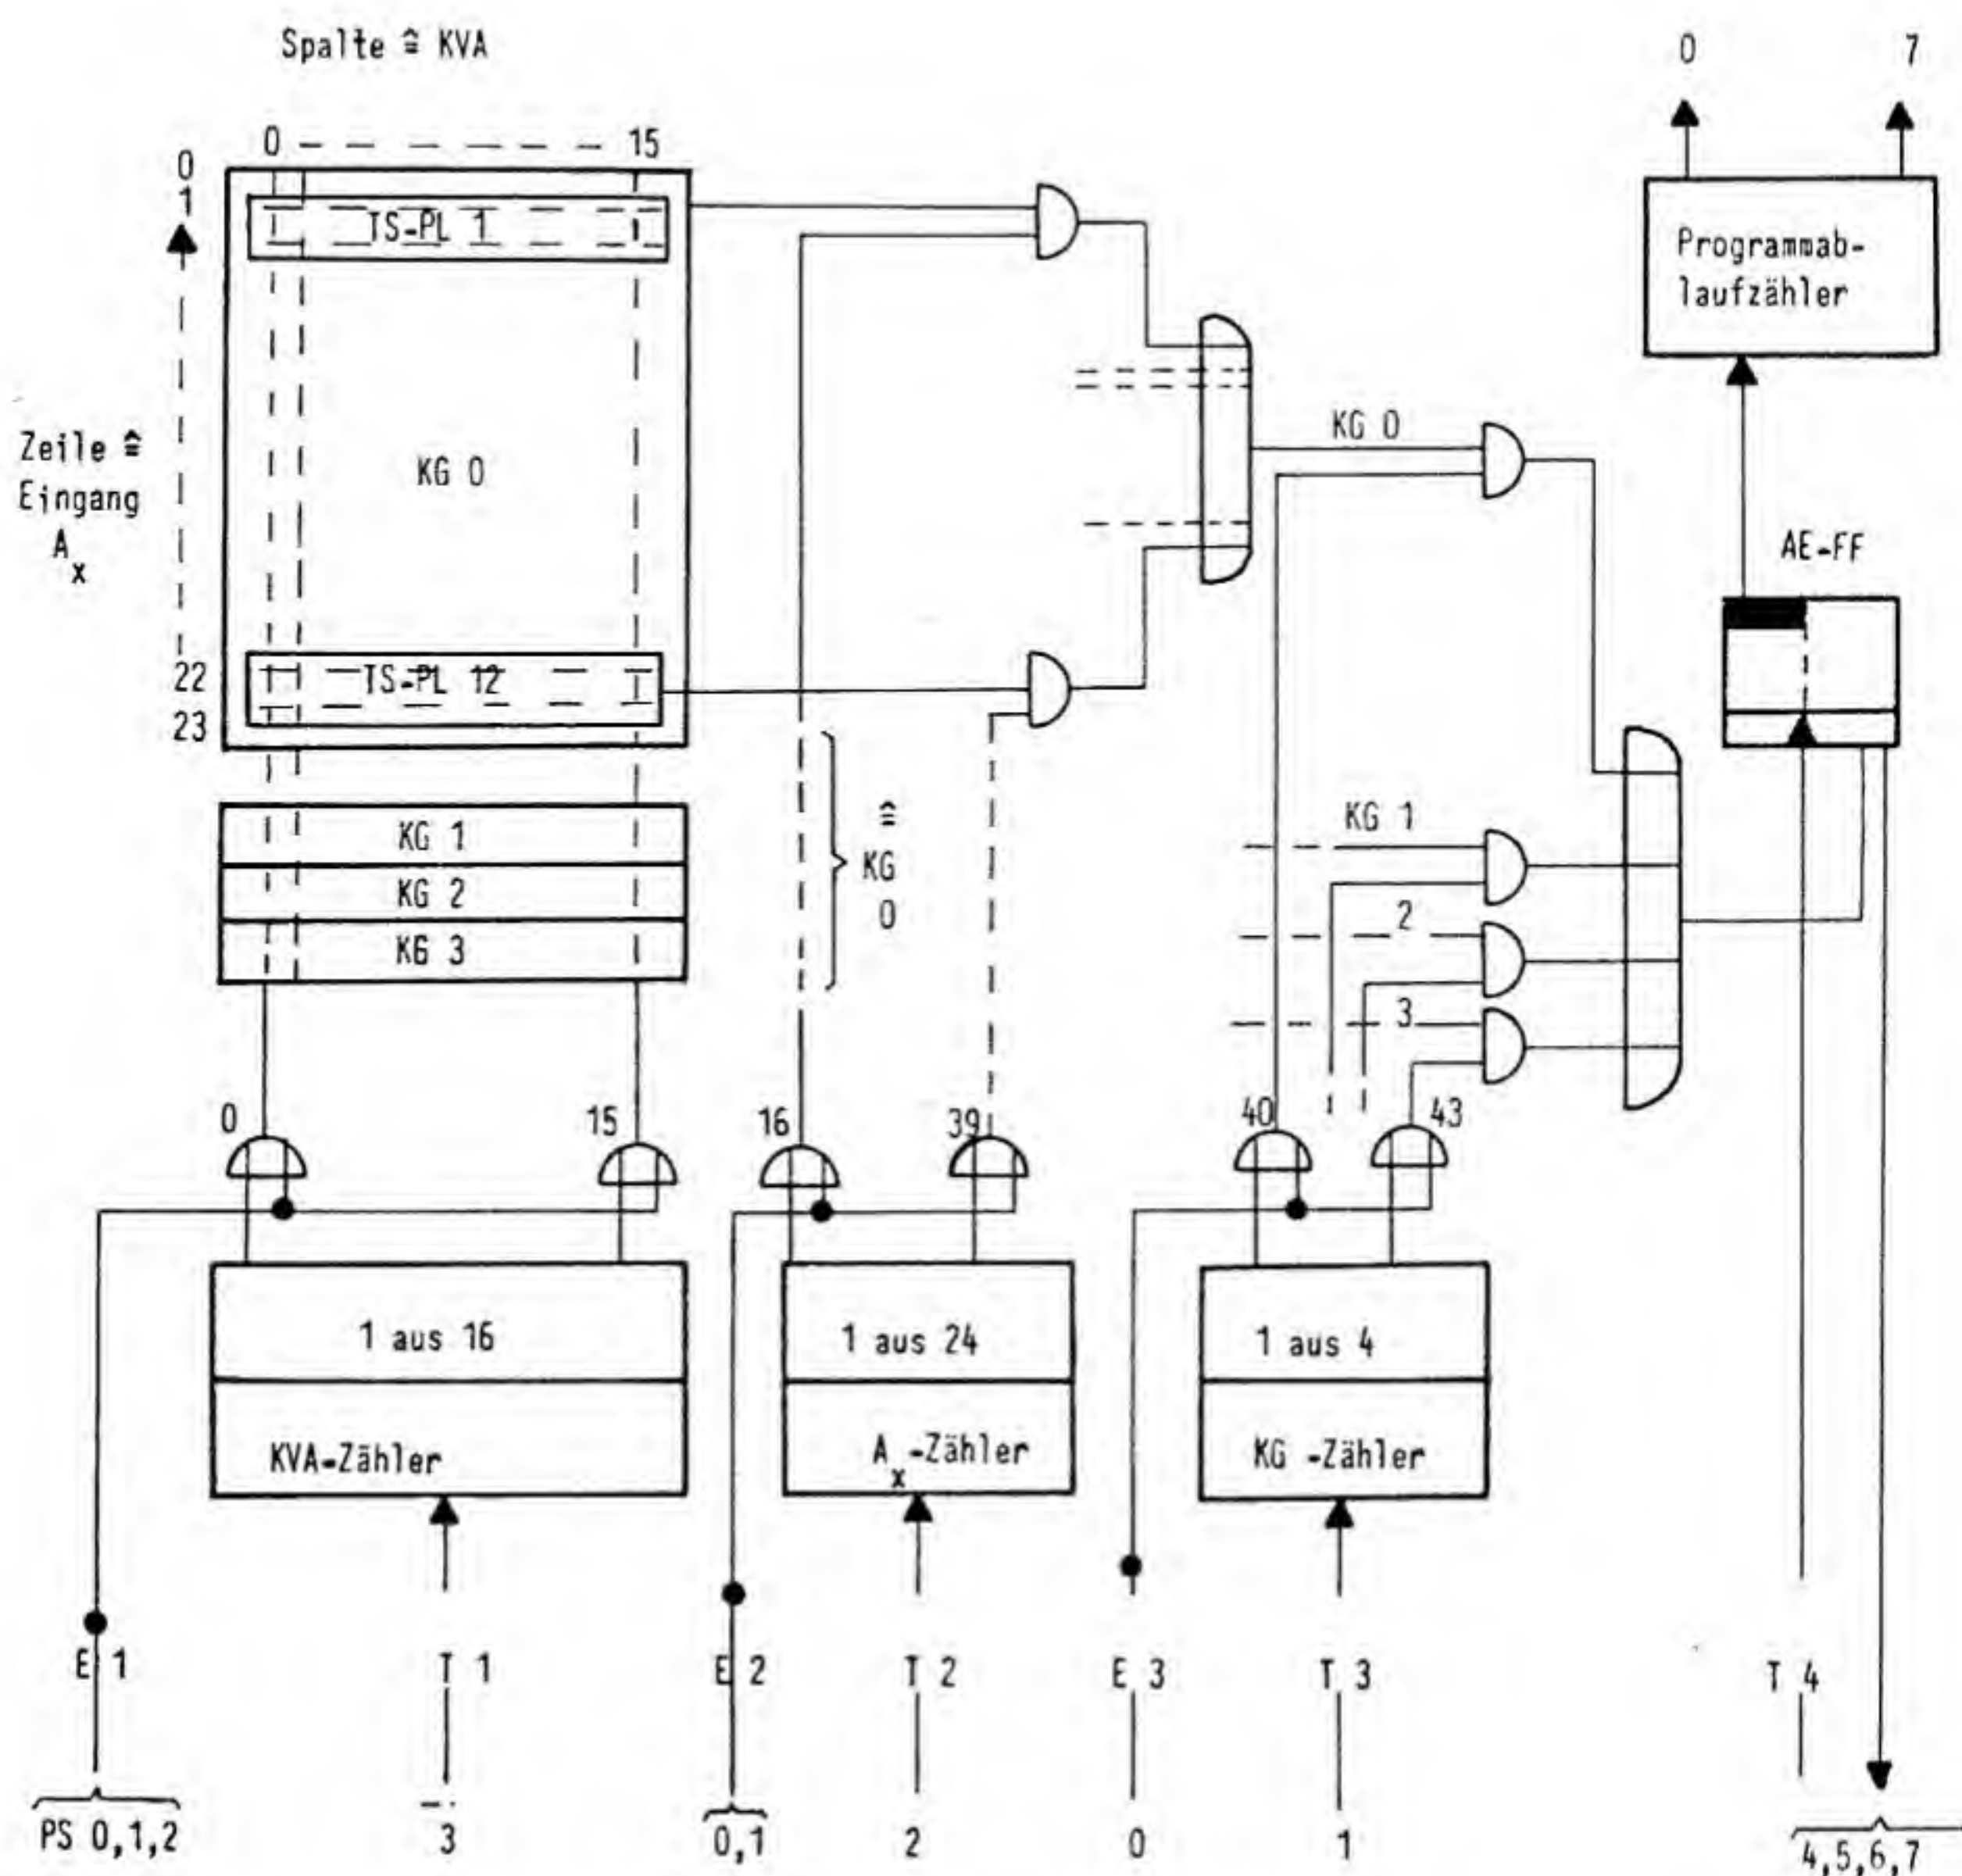 Spalte ≙ KVA
0 7
0 15
0
1
TS-PL 1
Programmab-
laufzähler
Zeile ≙
Eingang
A x
KG 0
KG 0
AE-FF
22
23
TS-PL 12
≙
KG
0
KG 1
KG 2
KG 3
KG 1
2
3
0 15 16 39 40 43
1 aus 16
1 aus 24
1 aus 4
KVA-Zähler
A x -Zähler
KG -Zähler
E 1 T 1 E 2 T 2 E 3 T 3 T 4
PS 0,1,2 3 0,1 2 0 1 4,5,6,7